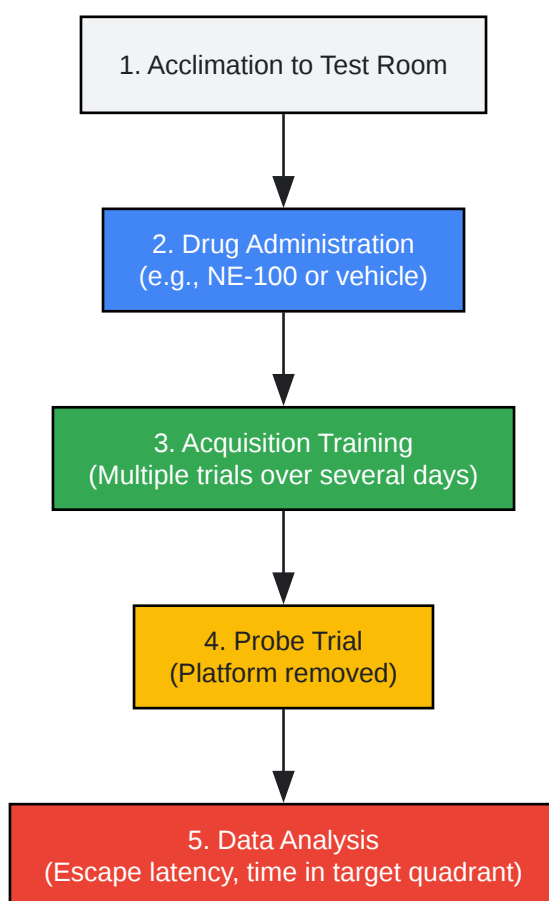 1. Acclimation to Test Room
2. Drug Administration
(e.g., NE-100 or vehicle)
3. Acquisition Training
(Multiple trials over several days)
4. Probe Trial
(Platform removed)
5. Data Analysis
(Escape latency, time in target quadrant)